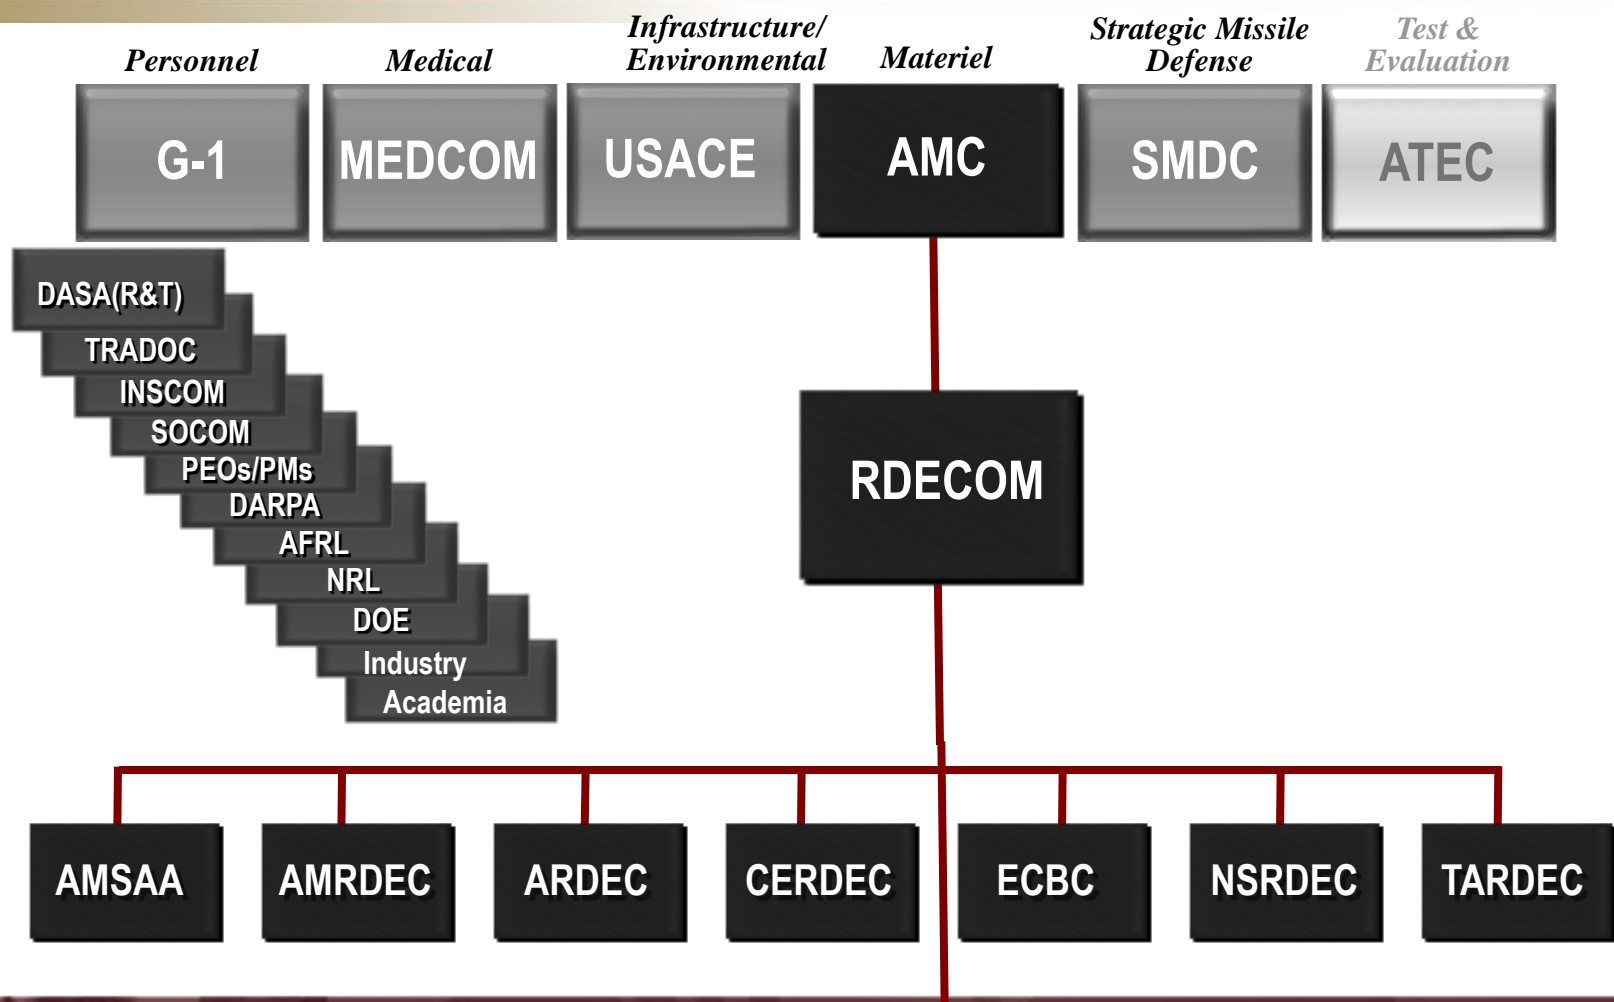 Personnel
Medical
Infrastructure/
Environmental
Materiel
Strategic Missile
Defense
Test &
Evaluation
G-1
MEDCOM
USACE
AMC
SMDC
ATEC
DASA(R&T)
TRADOC
INSCOM
SOCOM
PEOs/PMs
DARPA
AFRL
NRL
DOE
Industry
Academia
RDECOM
AMSAA
AMRDEC
ARDEC
CERDEC
ECBC
NSRDEC
TARDEC